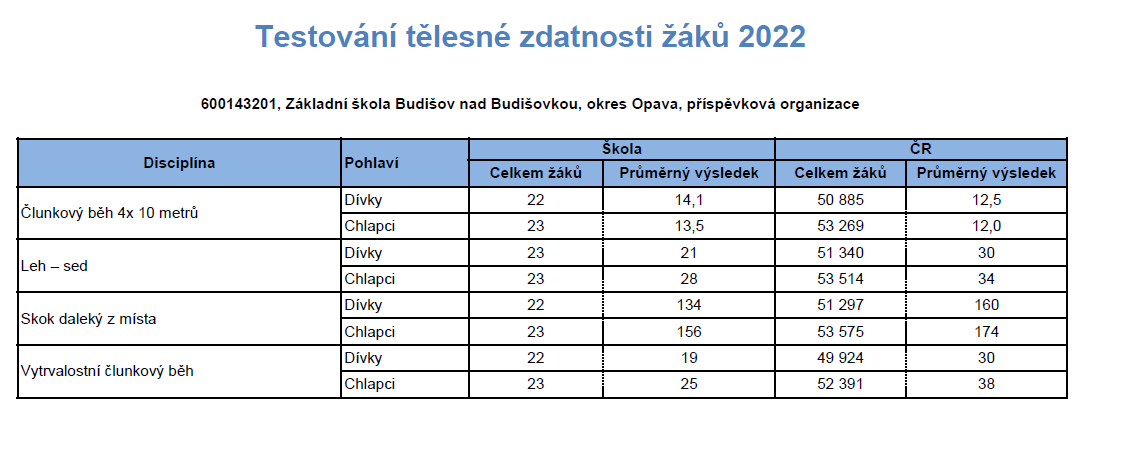 Testování tělesné zdatnosti žáků 2022
600143201, Základní škola Budišov nad Budišovkou, okres Opava, příspěvková organizace
Disciplína Pohlaví Škola ČR
Celkem žáků Průměrný výsledek Celkem žáků Průměrný výsledek
Člunkový běh 4x 10 metrů
Dívky 22 14,1 50 885 12,5
Chlapci 23 13,5 53 269 12,0
Leh – sed
Dívky 23 21 51 340 30
Chlapci 23 28 53 514 34
Skok daleký z místa
Dívky 22 134 51 297 160
Chlapci 23 156 53 575 174
Vytrvalostní člunkový běh
Dívky 22 19 49 924 30
Chlapci 23 25 52 391 38